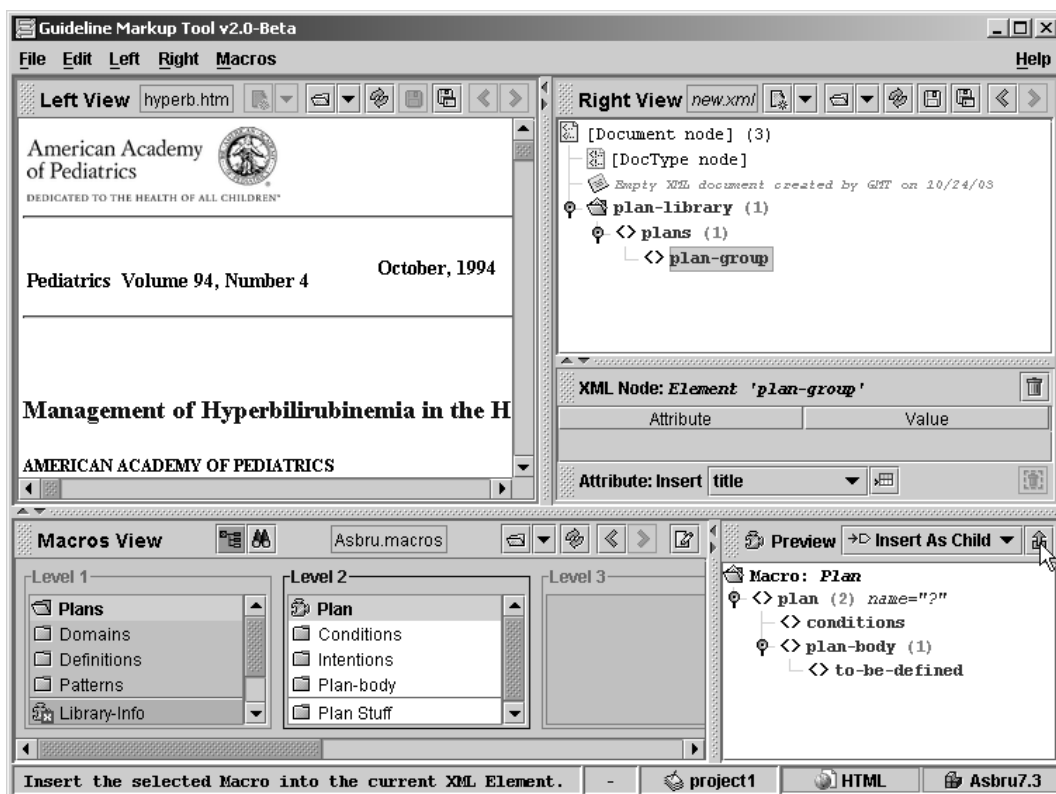 Guideline Markup Tool v2.0-Beta
File Edit Left Right Macros Help
Left View hyperb.htm
American Academy
of Pediatrics
DEDICATED TO THE HEALTH OF ALL CHILDREN™
Pediatrics Volume 94, Number 4 October, 1994
Management of Hyperbilirubinemia in the H
AMERICAN ACADEMY OF PEDIATRICS
Right View new.xml
[Document node] (3)
[DocType node]
Empty XML document created by GMT on 10/24/03
plan-library (1)
<> plans (1)
<> plan-group
XML Node: Element 'plan-group'
Attribute Value
Attribute: Insert title
Macros View Asbru.macros
Level 1
Plans
Domains
Definitions
Patterns
Library-Info
Level 2
Plan
Conditions
Intentions
Plan-body
Plan Stuff
Level 3
Preview Insert As Child
Macro: Plan
<> plan (2) name="?"
<> conditions
<> plan-body (1)
<> to-be-defined
Insert the selected Macro into the current XML Element. - project1 HTML Asbru7.3